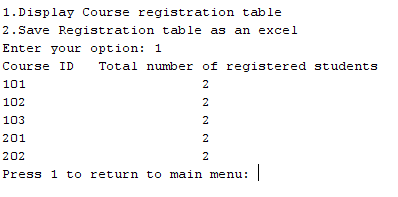 1.Display Course registration table
2.Save Registration table as an excel
Enter your option: 1
Course ID   Total number of registered students
101                      2
102                      2
103                      2
201                      2
202                      2
Press 1 to return to main menu: